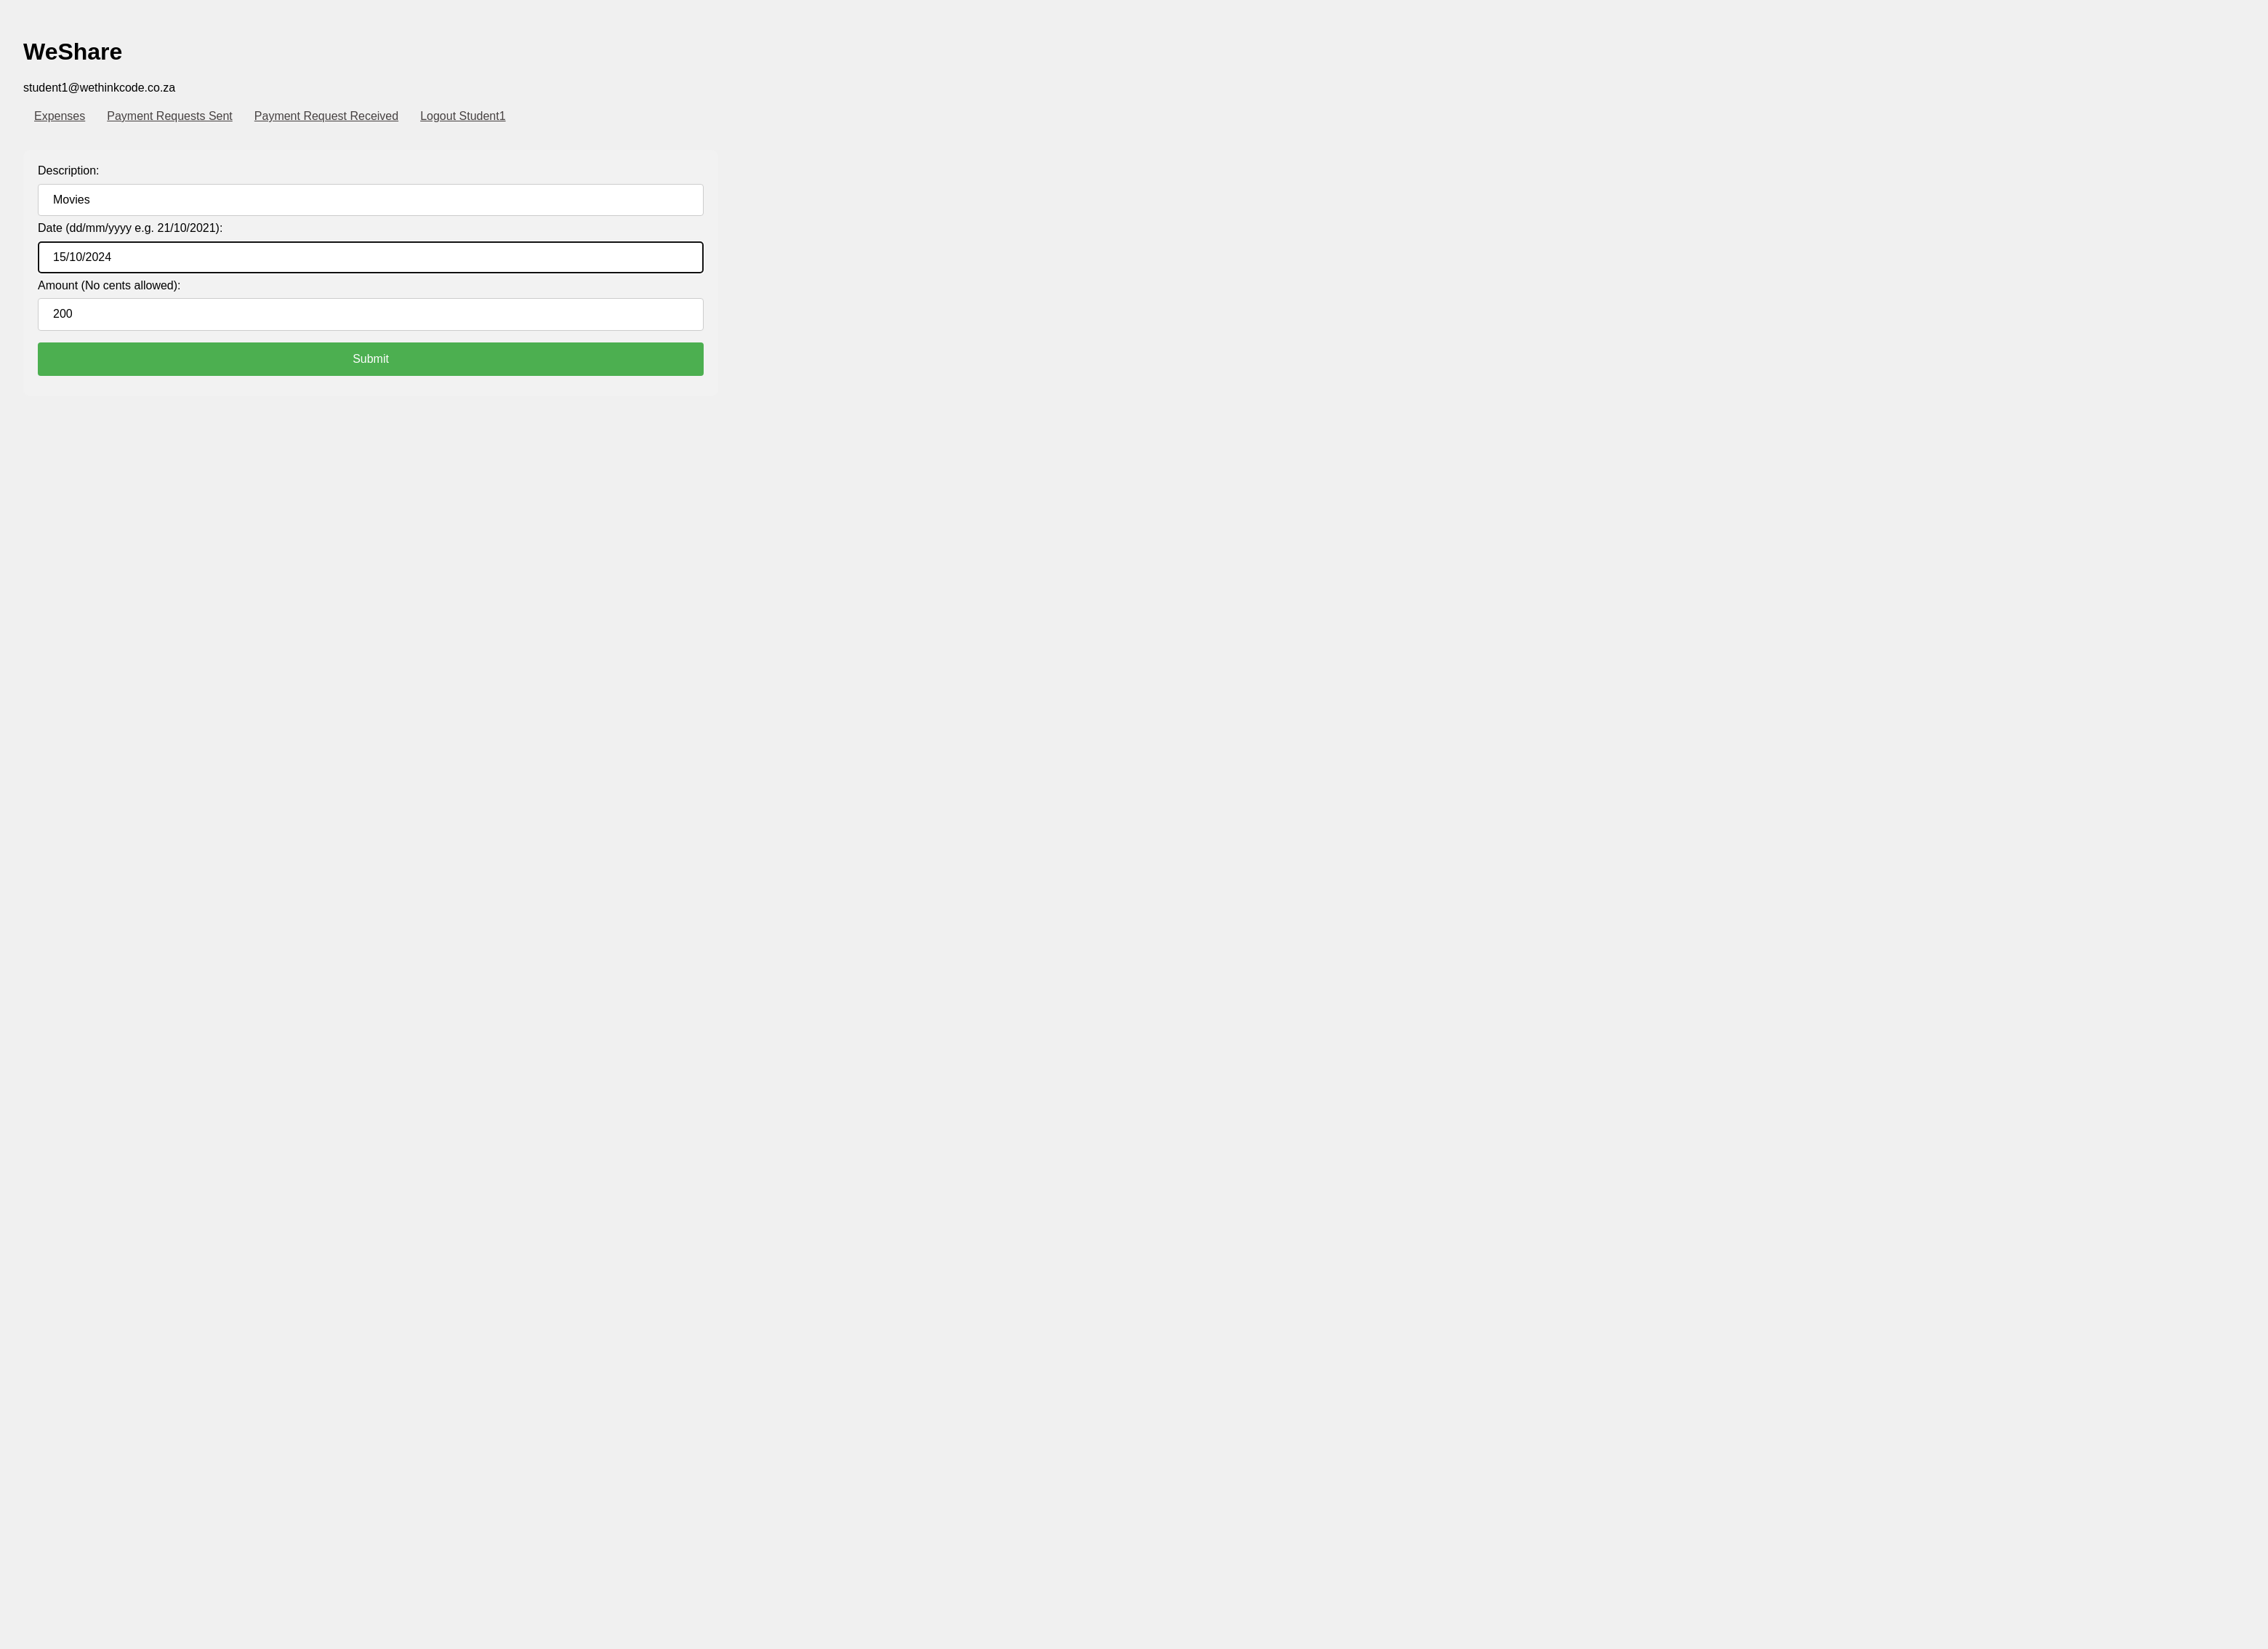 WeShare
student1@wethinkcode.co.za
Expenses Payment Requests Sent Payment Request Received Logout Student1
Description:
Movies
Date (dd/mm/yyyy e.g. 21/10/2021):
15/10/2024
Amount (No cents allowed):
200
Submit